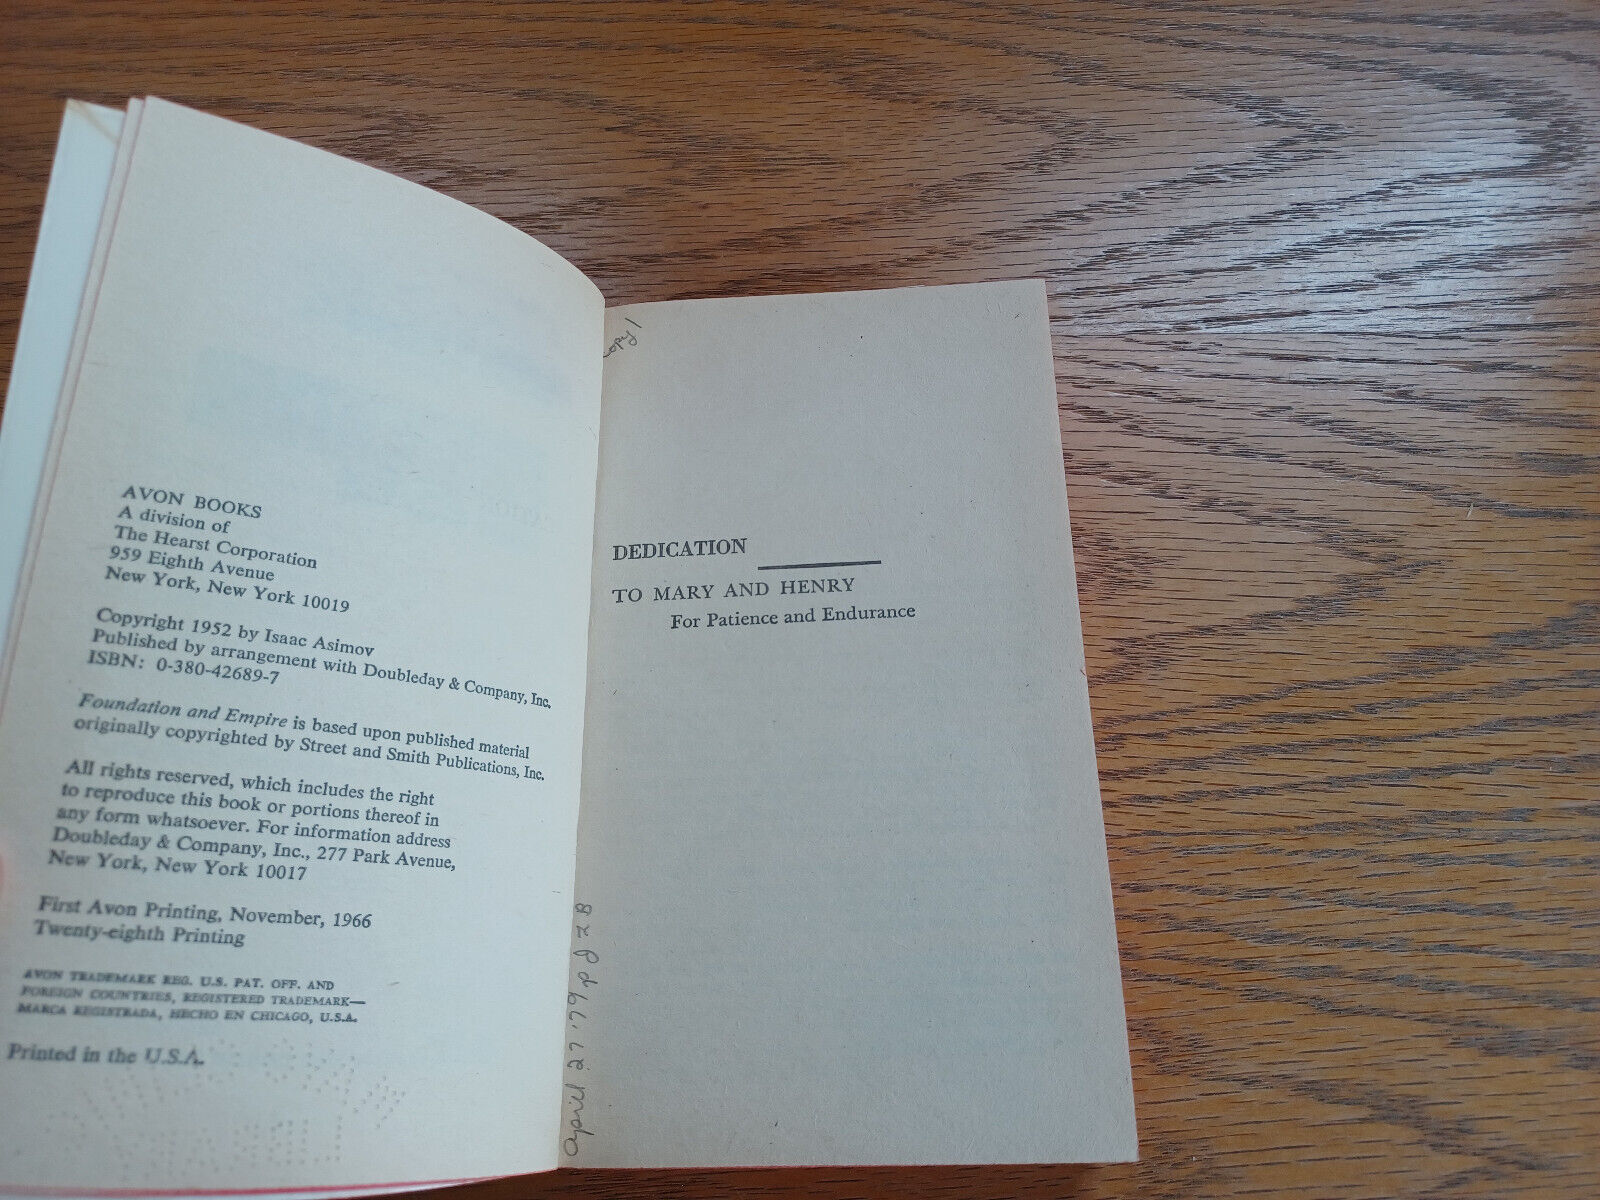 AVON BOOKS
A division of
The Hearst Corporation
959 Eighth Avenue
New York, New York 10019
Copyright 1952 by Isaac Asimov
Published by arrangement with Doubleday & Company, Inc.
ISBN: 0-380-42689-7
Foundation and Empire is based upon published material
originally copyrighted by Street and Smith Publications, Inc.
All rights reserved, which includes the right
to reproduce this book or portions thereof in
any form whatsoever. For information address
Doubleday & Company, Inc., 277 Park Avenue,
New York, New York 10017
First Avon Printing, November, 1966
Twenty-eighth Printing
AVON TRADEMARK REG. U.S. PAT. OFF. AND
FOREIGN COUNTRIES, REGISTERED TRADEMARK—
MARCA REGISTRADA, HECHO EN CHICAGO, U.S.A.
Printed in the U.S.A.
copy 1
DEDICATION
TO MARY AND HENRY
For Patience and Endurance
April 27 '79